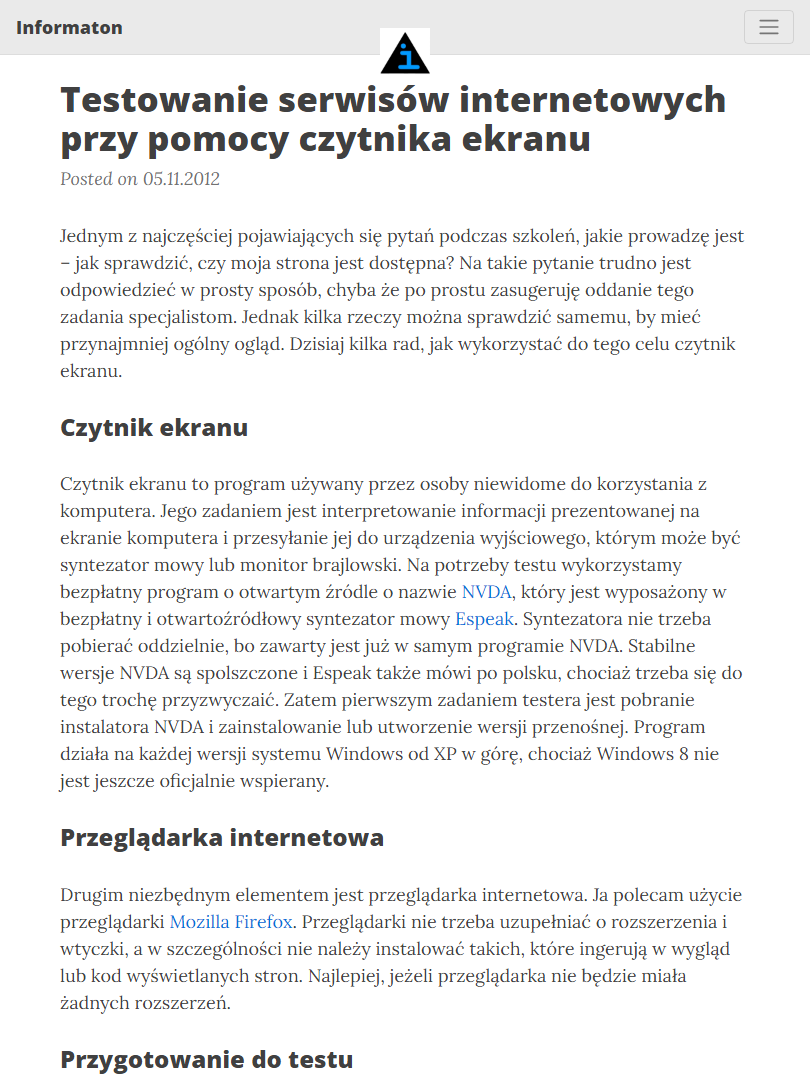 Informaton
i
Testowanie serwisów internetowych
przy pomocy czytnika ekranu
Posted on 05.11.2012
Jednym z najczęściej pojawiających się pytań podczas szkoleń, jakie prowadzę jest
– jak sprawdzić, czy moja strona jest dostępna? Na takie pytanie trudno jest
odpowiedzieć w prosty sposób, chyba że po prostu zasugeruję oddanie tego
zadania specjalistom. Jednak kilka rzeczy można sprawdzić samemu, by mieć
przynajmniej ogólny ogląd. Dzisiaj kilka rad, jak wykorzystać do tego celu czytnik
ekranu.
Czytnik ekranu
Czytnik ekranu to program używany przez osoby niewidome do korzystania z
komputera. Jego zadaniem jest interpretowanie informacji prezentowanej na
ekranie komputera i przesyłanie jej do urządzenia wyjściowego, którym może być
syntezator mowy lub monitor brajlowski. Na potrzeby testu wykorzystamy
bezpłatny program o otwartym źródle o nazwie NVDA, który jest wyposażony w
bezpłatny i otwartoźródłowy syntezator mowy Espeak. Syntezatora nie trzeba
pobierać oddzielnie, bo zawarty jest już w samym programie NVDA. Stabilne
wersje NVDA są spolszczone i Espeak także mówi po polsku, chociaż trzeba się do
tego trochę przyzwyczaić. Zatem pierwszym zadaniem testera jest pobranie
instalatora NVDA i zainstalowanie lub utworzenie wersji przenośnej. Program
działa na każdej wersji systemu Windows od XP w górę, chociaż Windows 8 nie
jest jeszcze oficjalnie wspierany.
Przeglądarka internetowa
Drugim niezbędnym elementem jest przeglądarka internetowa. Ja polecam użycie
przeglądarki Mozilla Firefox. Przeglądarki nie trzeba uzupełniać o rozszerzenia i
wtyczki, a w szczególności nie należy instalować takich, które ingerują w wygląd
lub kod wyświetlanych stron. Najlepiej, jeżeli przeglądarka nie będzie miała
żadnych rozszerzeń.
Przygotowanie do testu